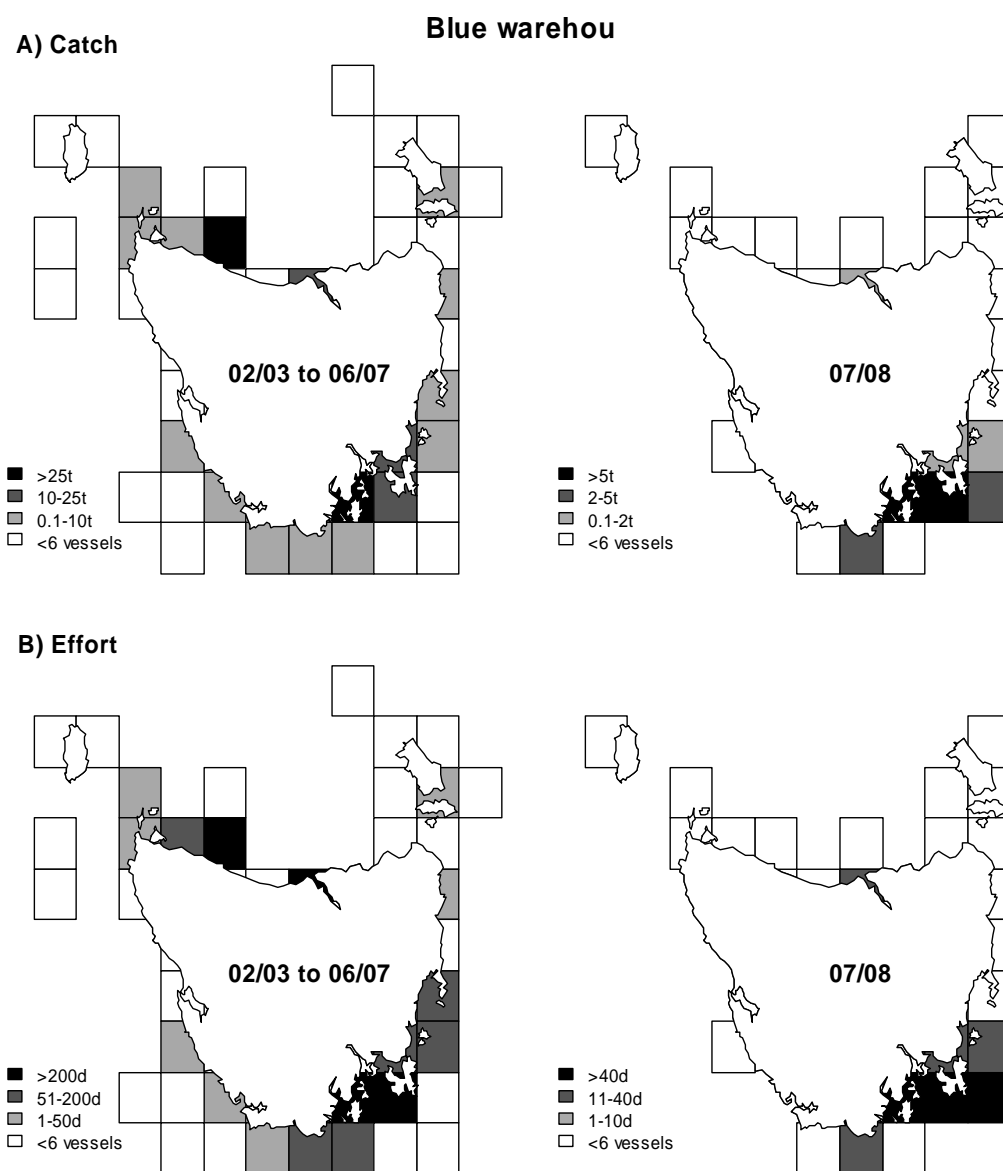 Blue warehou
A) Catch
02/03 to 06/07
>25t
10-25t
0.1-10t
<6 vessels
07/08
>5t
2-5t
0.1-2t
<6 vessels
B) Effort
02/03 to 06/07
>200d
51-200d
1-50d
<6 vessels
07/08
>40d
11-40d
1-10d
<6 vessels